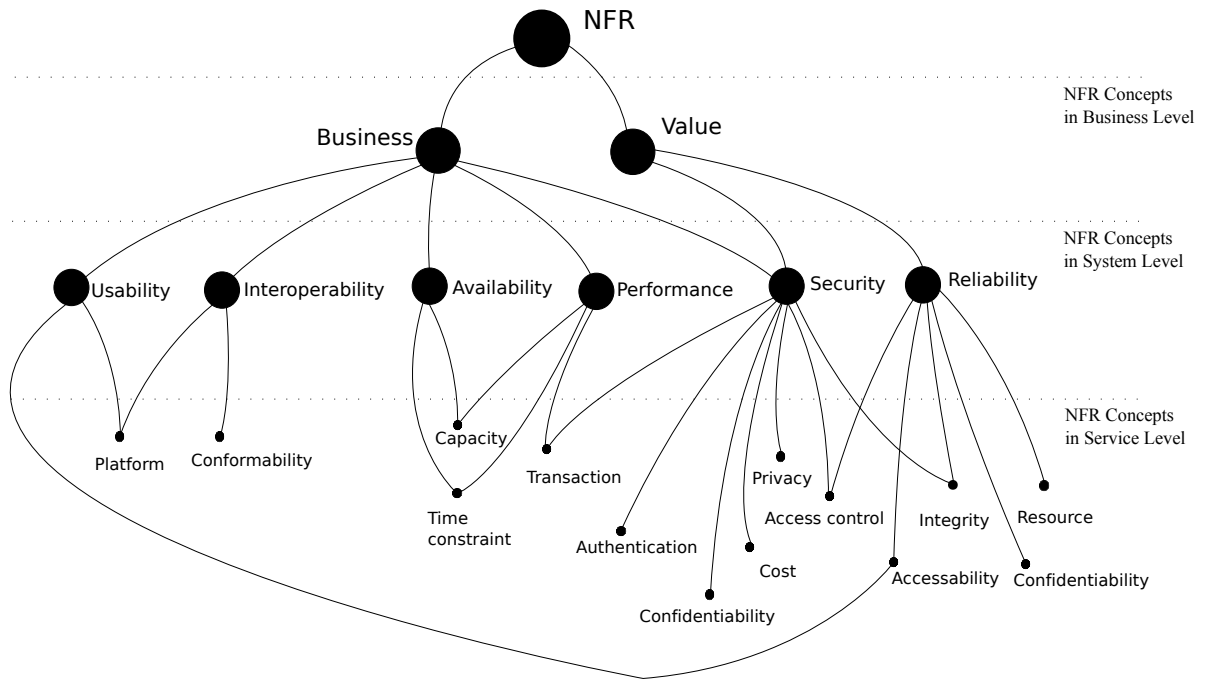 NFR
NFR Concepts
in Business Level
Business
Value
NFR Concepts
in System Level
Usability
Interoperability
Availability
Performance
Security
Reliability
NFR Concepts
in Service Level
Platform
Conformability
Capacity
Transaction
Privacy
Time
constraint
Access control
Integrity
Resource
Authentication
Cost
Accessability
Confidentiability
Confidentiability